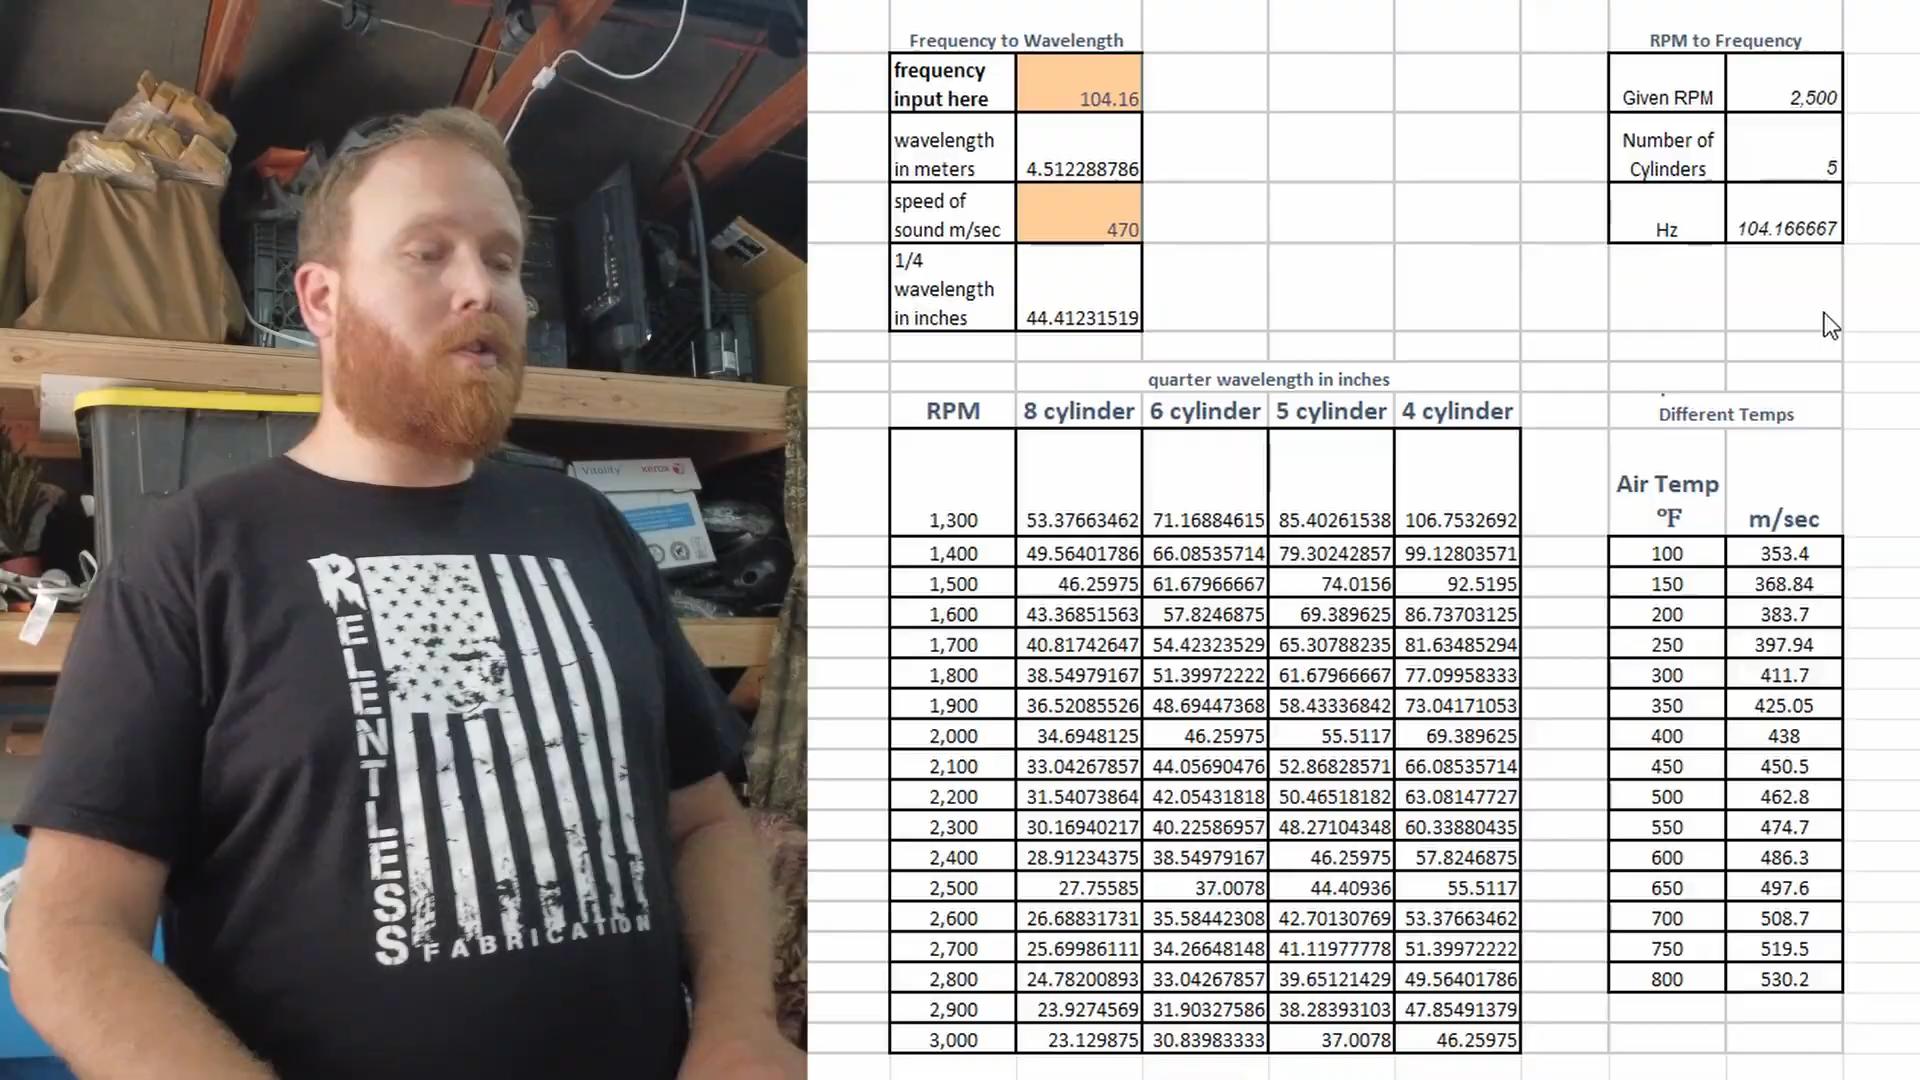 Vitality xerox
RELENTLESS
FABRICATION
Frequency to Wavelength
RPM to Frequency
frequency
input here 104.16
Given RPM 2,500
wavelength
in meters 4.512288786
Number of
Cylinders 5
speed of
sound m/sec 470
Hz 104.166667
1/4
wavelength
in inches 44.41231519
quarter wavelength in inches
RPM 8 cylinder 6 cylinder 5 cylinder 4 cylinder
1,300 53.37663462 71.16884615 85.40261538 106.7532692
1,400 49.56401786 66.08535714 79.30242857 99.12803571
1,500 46.25975 61.67966667 74.0156 92.5195
1,600 43.36851563 57.8246875 69.389625 86.73703125
1,700 40.81742647 54.42323529 65.30788235 81.63485294
1,800 38.54979167 51.39972222 61.67966667 77.09958333
1,900 36.52085526 48.69447368 58.43336842 73.04171053
2,000 34.6948125 46.25975 55.5117 69.389625
2,100 33.04267857 44.05690476 52.86828571 66.08535714
2,200 31.54073864 42.05431818 50.46518182 63.08147727
2,300 30.16940217 40.22586957 48.27104348 60.33880435
2,400 28.91234375 38.54979167 46.25975 57.8246875
2,500 27.75585 37.0078 44.40936 55.5117
2,600 26.68831731 35.58442308 42.70130769 53.37663462
2,700 25.69986111 34.26648148 41.11977778 51.39972222
2,800 24.78200893 33.04267857 39.65121429 49.56401786
2,900 23.9274569 31.90327586 38.28393103 47.85491379
3,000 23.129875 30.83983333 37.0078 46.25975
Different Temps
Air Temp
°F m/sec
100 353.4
150 368.84
200 383.7
250 397.94
300 411.7
350 425.05
400 438
450 450.5
500 462.8
550 474.7
600 486.3
650 497.6
700 508.7
750 519.5
800 530.2